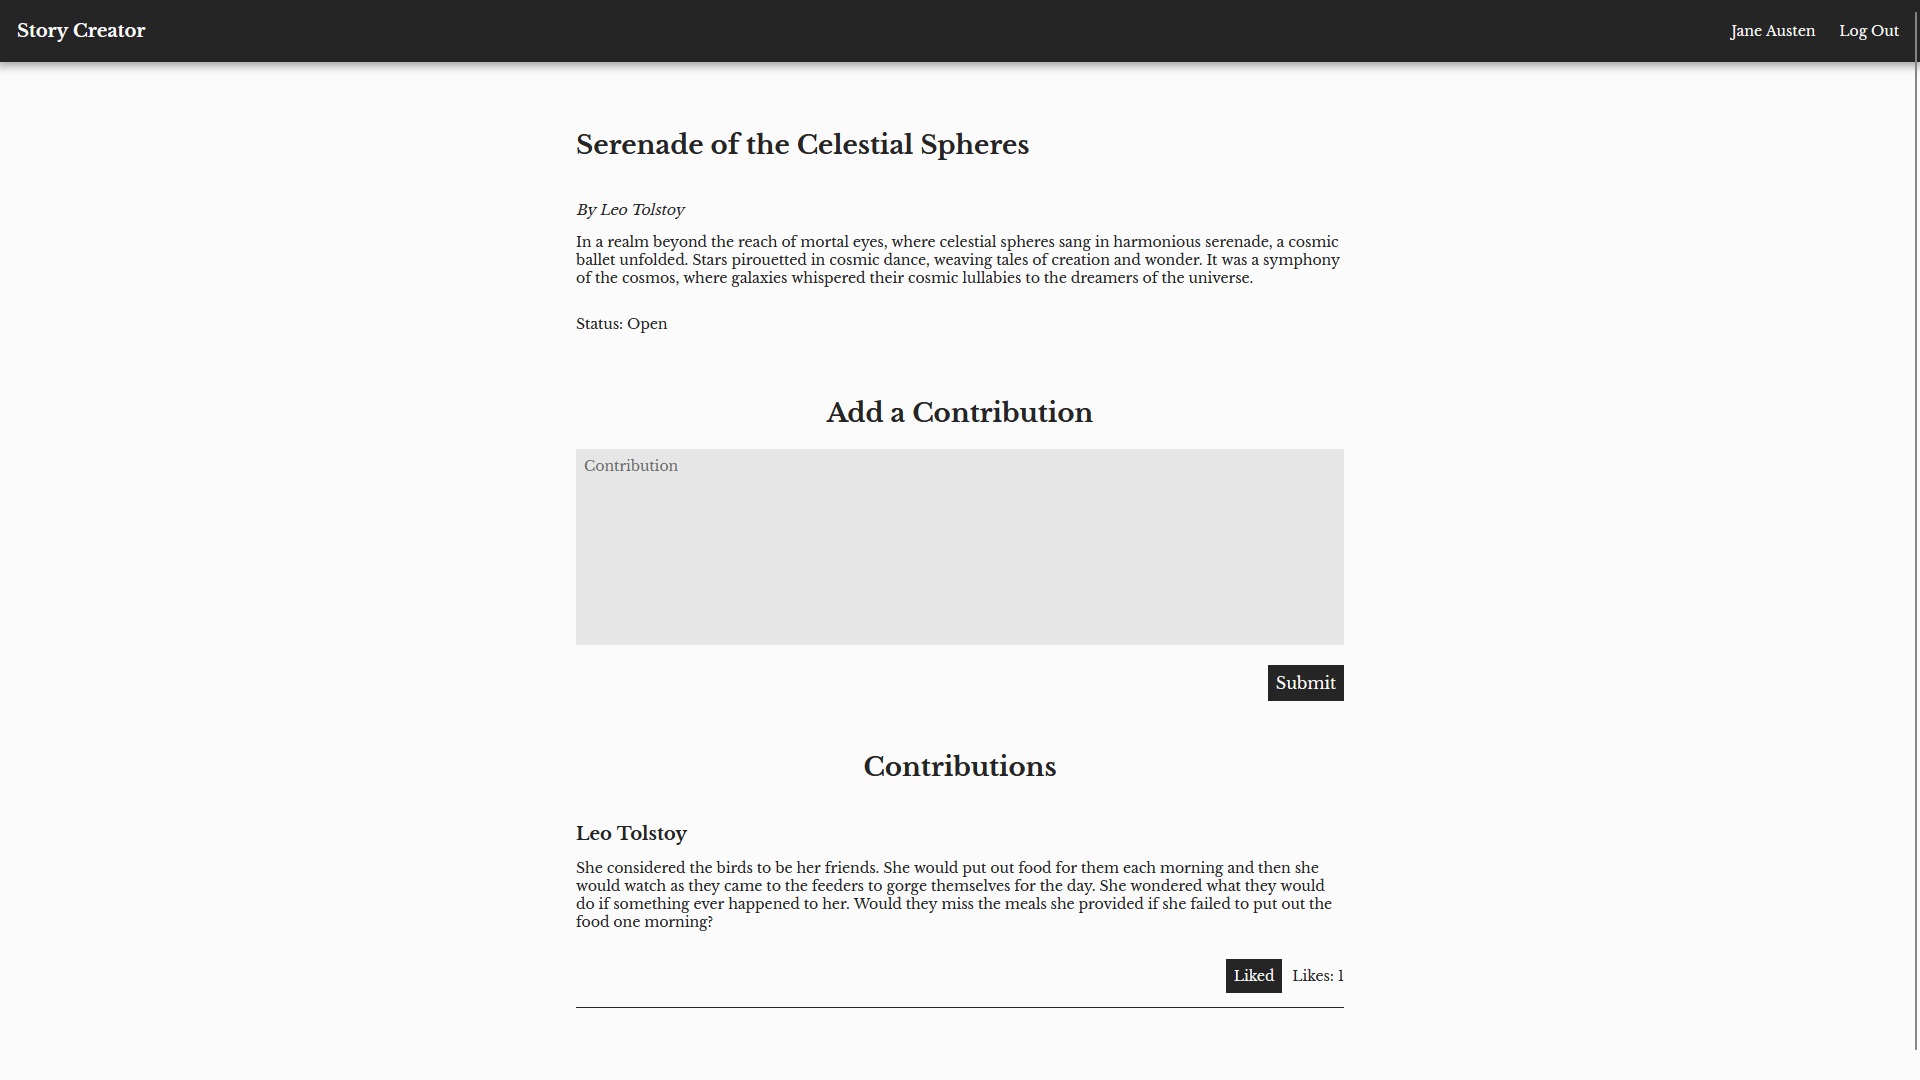 Story Creator
Jane Austen
Log Out
Serenade of the Celestial Spheres
By Leo Tolstoy
In a realm beyond the reach of mortal eyes, where celestial spheres sang in harmonious serenade, a cosmic
ballet unfolded. Stars pirouetted in cosmic dance, weaving tales of creation and wonder. It was a symphony
of the cosmos, where galaxies whispered their cosmic lullabies to the dreamers of the universe.
Status: Open
Add a Contribution
Contribution
Submit
Contributions
Leo Tolstoy
She considered the birds to be her friends. She would put out food for them each morning and then she
would watch as they came to the feeders to gorge themselves for the day. She wondered what they would
do if something ever happened to her. Would they miss the meals she provided if she failed to put out the
food one morning?
Liked
Likes: 1